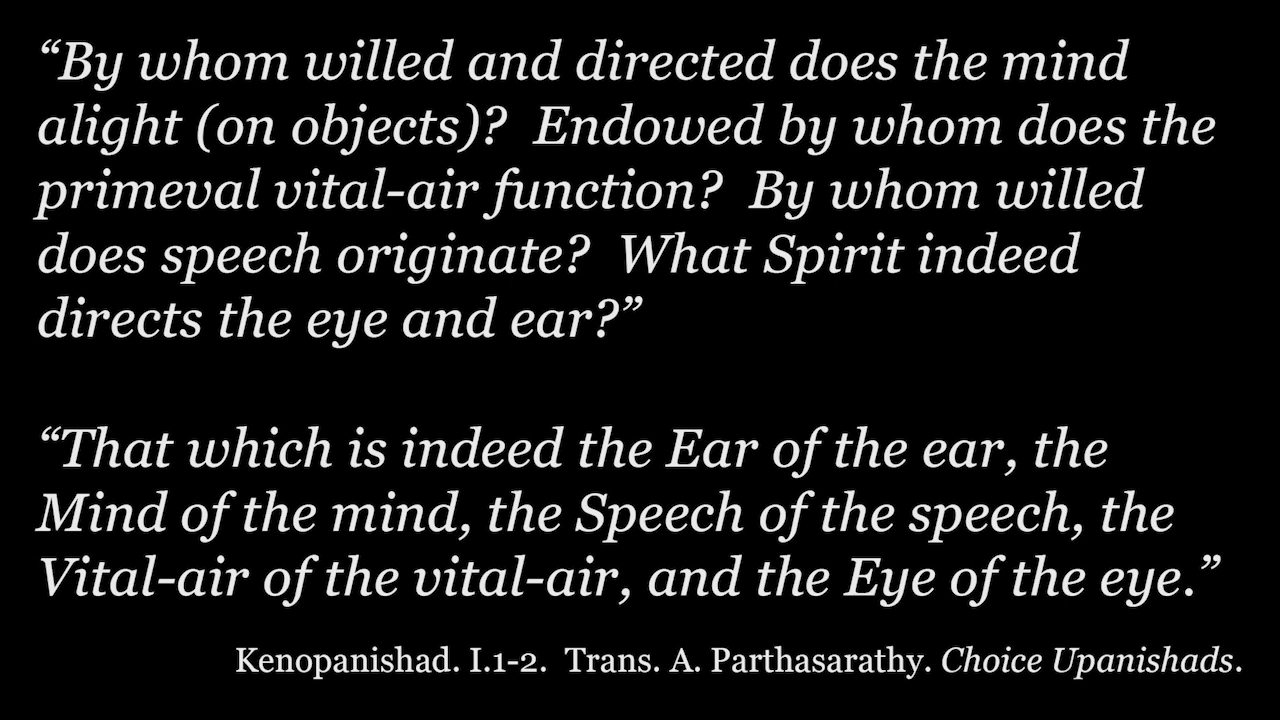 “By whom willed and directed does the mind
alight (on objects)?  Endowed by whom does the
primeval vital-air function?  By whom willed
does speech originate?  What Spirit indeed
directs the eye and ear?”
“That which is indeed the Ear of the ear, the
Mind of the mind, the Speech of the speech, the
Vital-air of the vital-air, and the Eye of the eye.”
Kenopanishad. I.1-2.  Trans. A. Parthasarathy. Choice Upanishads.